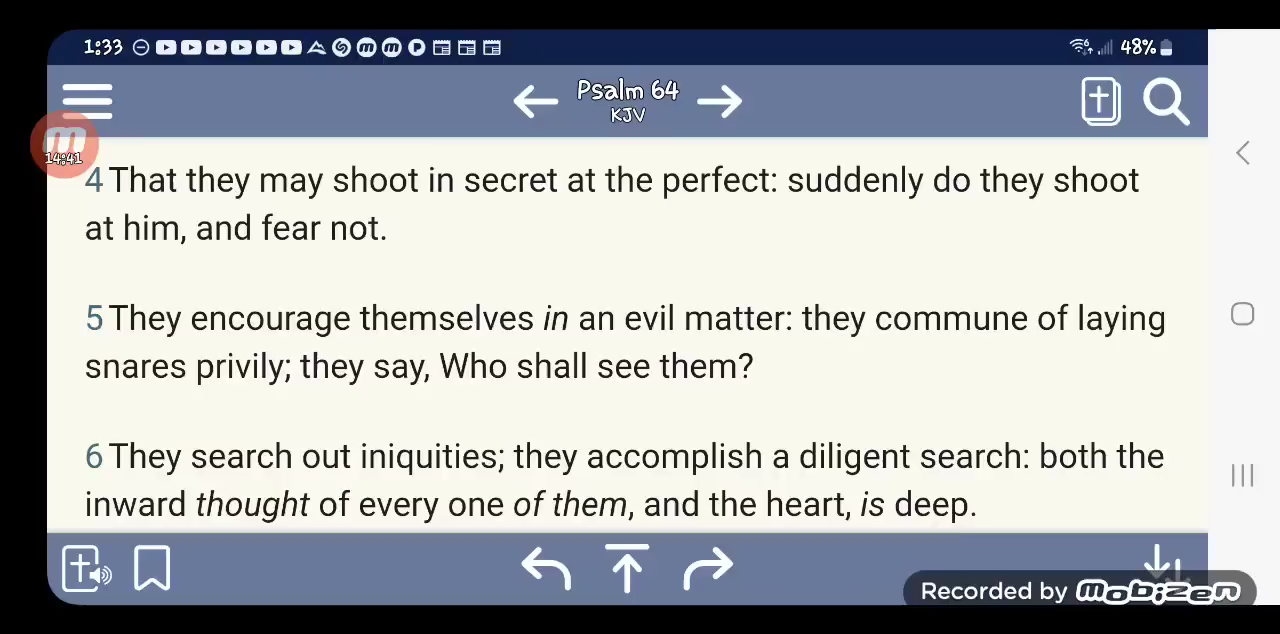 1:33
48%
Psalm 64
KJV
14:41
4 That they may shoot in secret at the perfect: suddenly do they shoot
at him, and fear not.
5 They encourage themselves in an evil matter: they commune of laying
snares privily; they say, Who shall see them?
6 They search out iniquities; they accomplish a diligent search: both the
inward thought of every one of them, and the heart, is deep.
Recorded by mobizen